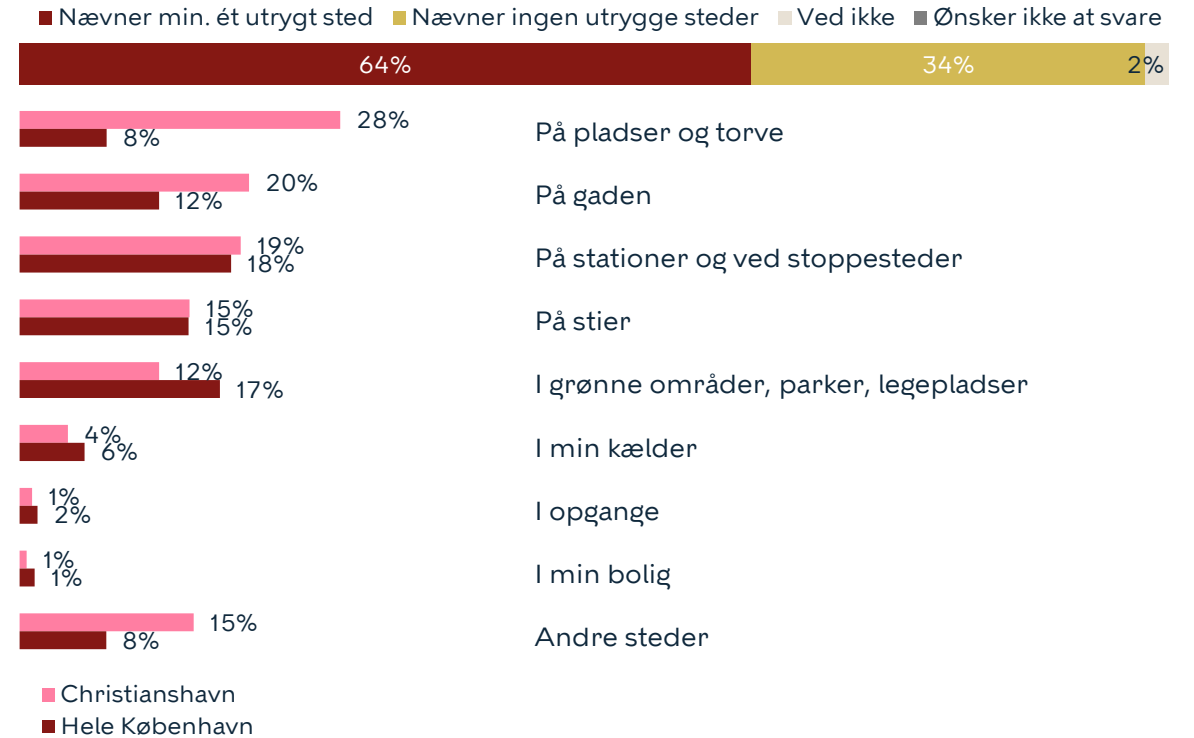 Nævner min. ét utrygt sted Nævner ingen utrygge steder Ved ikke Ønsker ikke at svare
64% 34% 2%
28%
8% På pladser og torve
20%
12% På gaden
19%
18% På stationer og ved stoppesteder
15%
15% På stier
12%
17% I grønne områder, parker, legepladser
4%
6% I min kælder
1%
2% I opgange
1%
1% I min bolig
15%
8% Andre steder
Christianshavn
Hele København